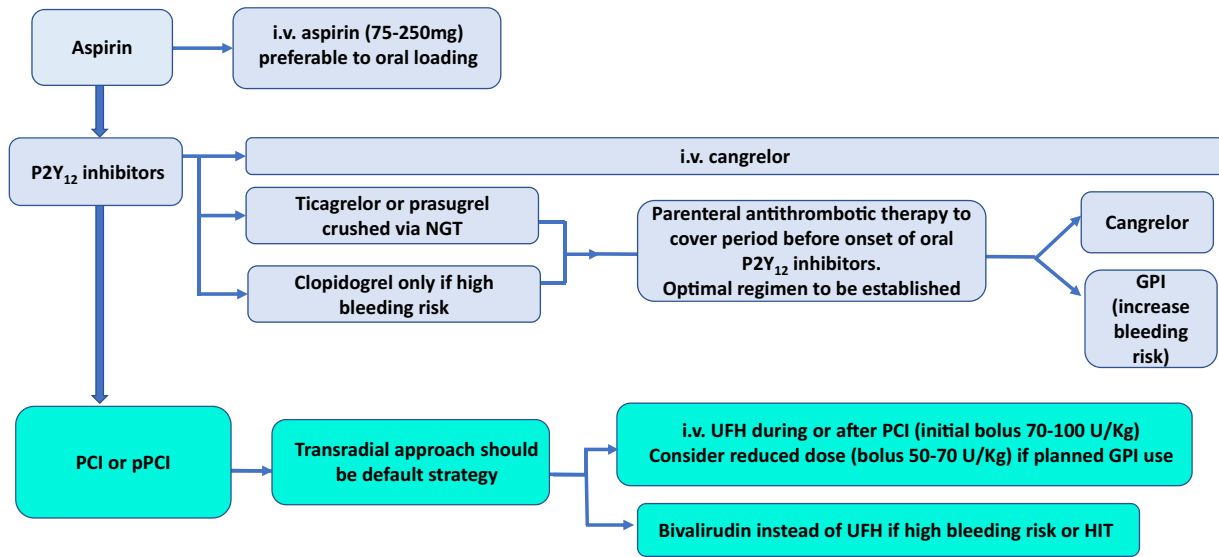 Aspirin
i.v. aspirin (75-250mg)
preferable to oral loading
P2Y₁₂ inhibitors
i.v. cangrelor
Ticagrelor or prasugrel
crushed via NGT
Clopidogrel only if high
bleeding risk
Parenteral antithrombotic therapy to
cover period before onset of oral
P2Y₁₂ inhibitors.
Optimal regimen to be established
Cangrelor
GPI
(increase
bleeding
risk)
PCI or pPCI
Transradial approach should
be default strategy
i.v. UFH during or after PCI (initial bolus 70-100 U/Kg)
Consider reduced dose (bolus 50-70 U/Kg) if planned GPI use
Bivalirudin instead of UFH if high bleeding risk or HIT